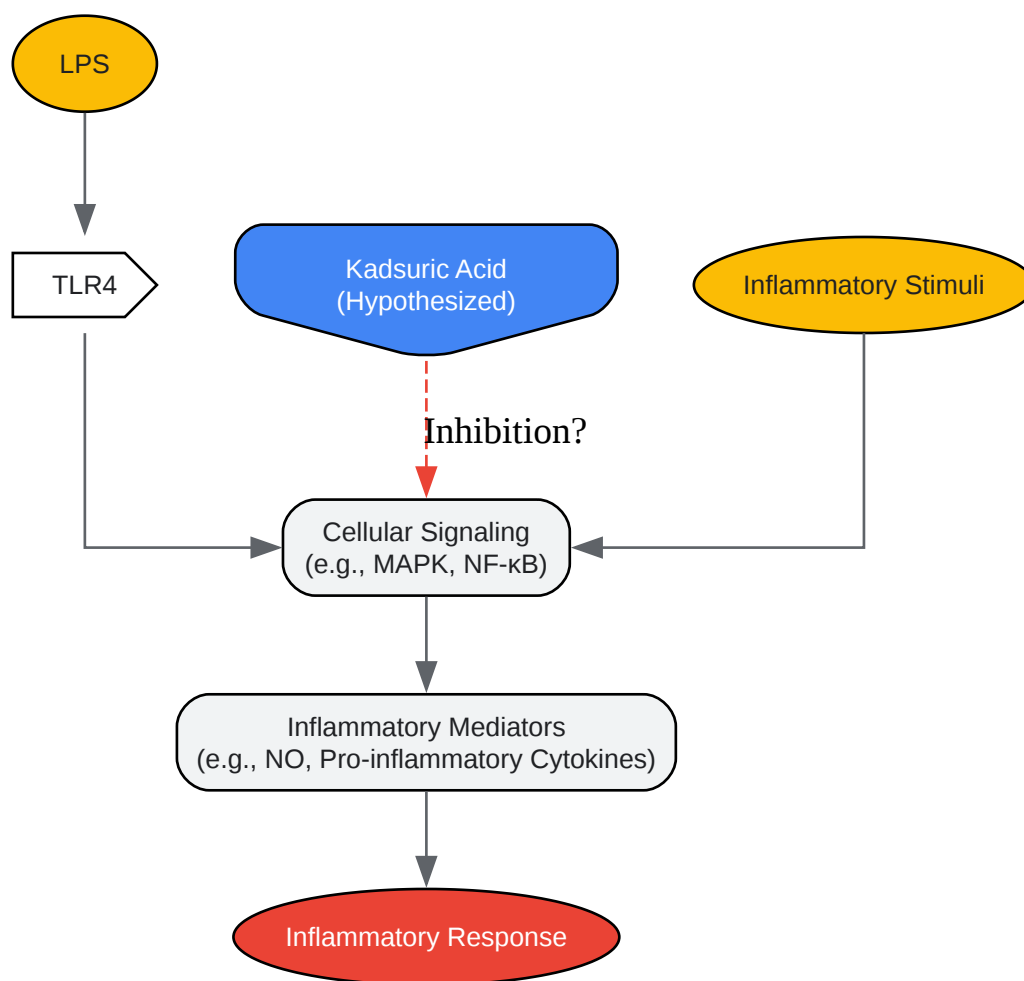 LPS
TLR4
Kadsuric Acid
(Hypothesized)
Inflammatory Stimuli
Inhibition?
Cellular Signaling
(e.g., MAPK, NF-κB)
Inflammatory Mediators
(e.g., NO, Pro-inflammatory Cytokines)
Inflammatory Response